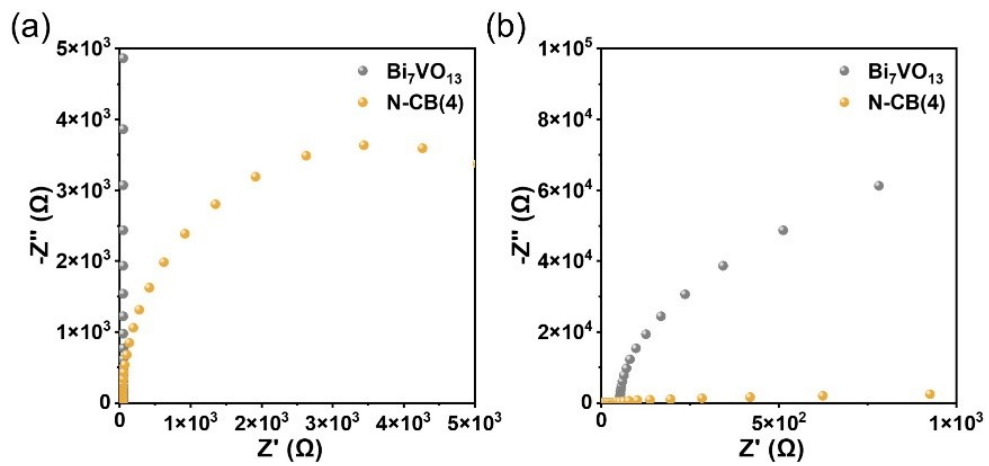 (a)
5×10³
4×10³
3×10³
2×10³
1×10³
0
-Z'' (Ω)
Bi₇VO₁₃
N-CB(4)
0
1×10³
2×10³
3×10³
4×10³
5×10³
Z' (Ω)
(b)
1×10⁵
8×10⁴
6×10⁴
4×10⁴
2×10⁴
0
-Z'' (Ω)
Bi₇VO₁₃
N-CB(4)
0
5×10²
1×10³
Z' (Ω)